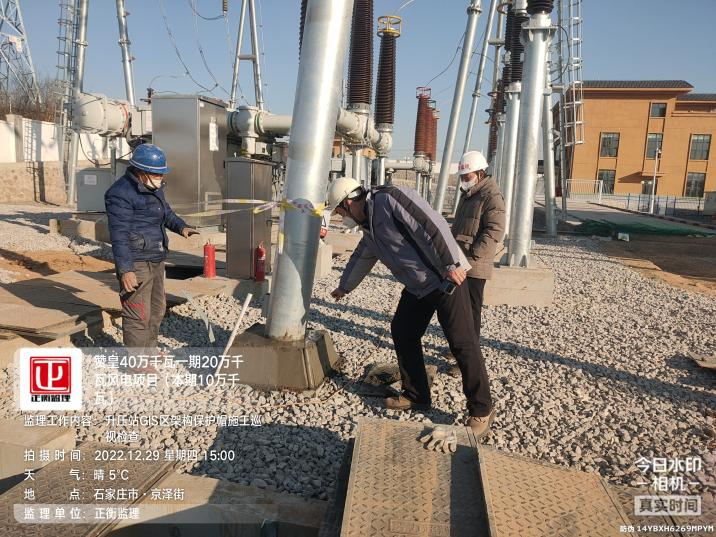 正衡监理
赞皇40万千瓦一期20万千
瓦风电项目（本期10万千
瓦）
监理工作内容： 升压站GIS区架构保护帽施工巡
视检查
拍摄时间： 2022.12.29 星期四 15:00
天气： 晴 5℃
地点： 石家庄市·京泽街
监理单位： 正衡监理
今日水印
相机
真实时间
防伪 14YBXH6269MPYM